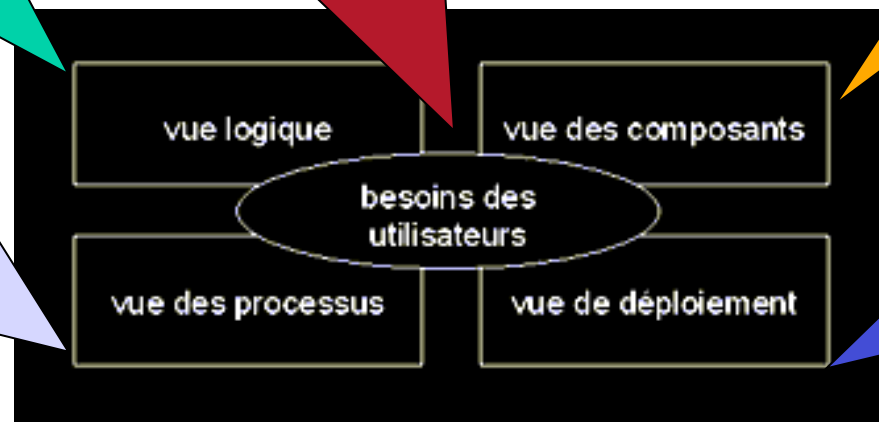 vue logique
vue des composants
besoins des
utilisateurs
vue des processus
vue de déploiement